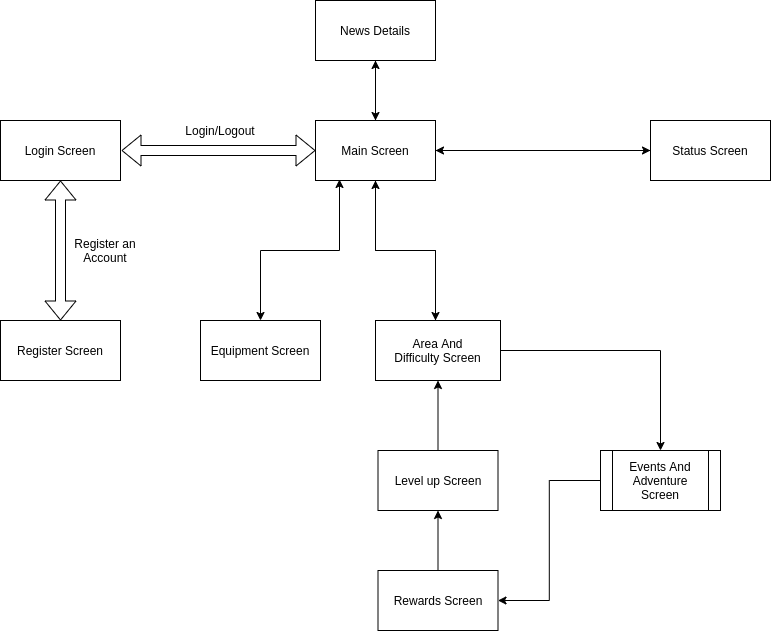 News Details
Login/Logout
Login Screen
Main Screen
Status Screen
Register an
Account
Register Screen
Equipment Screen
Area And
Difficulty Screen
Level up Screen
Events And
Adventure
Screen
Rewards Screen